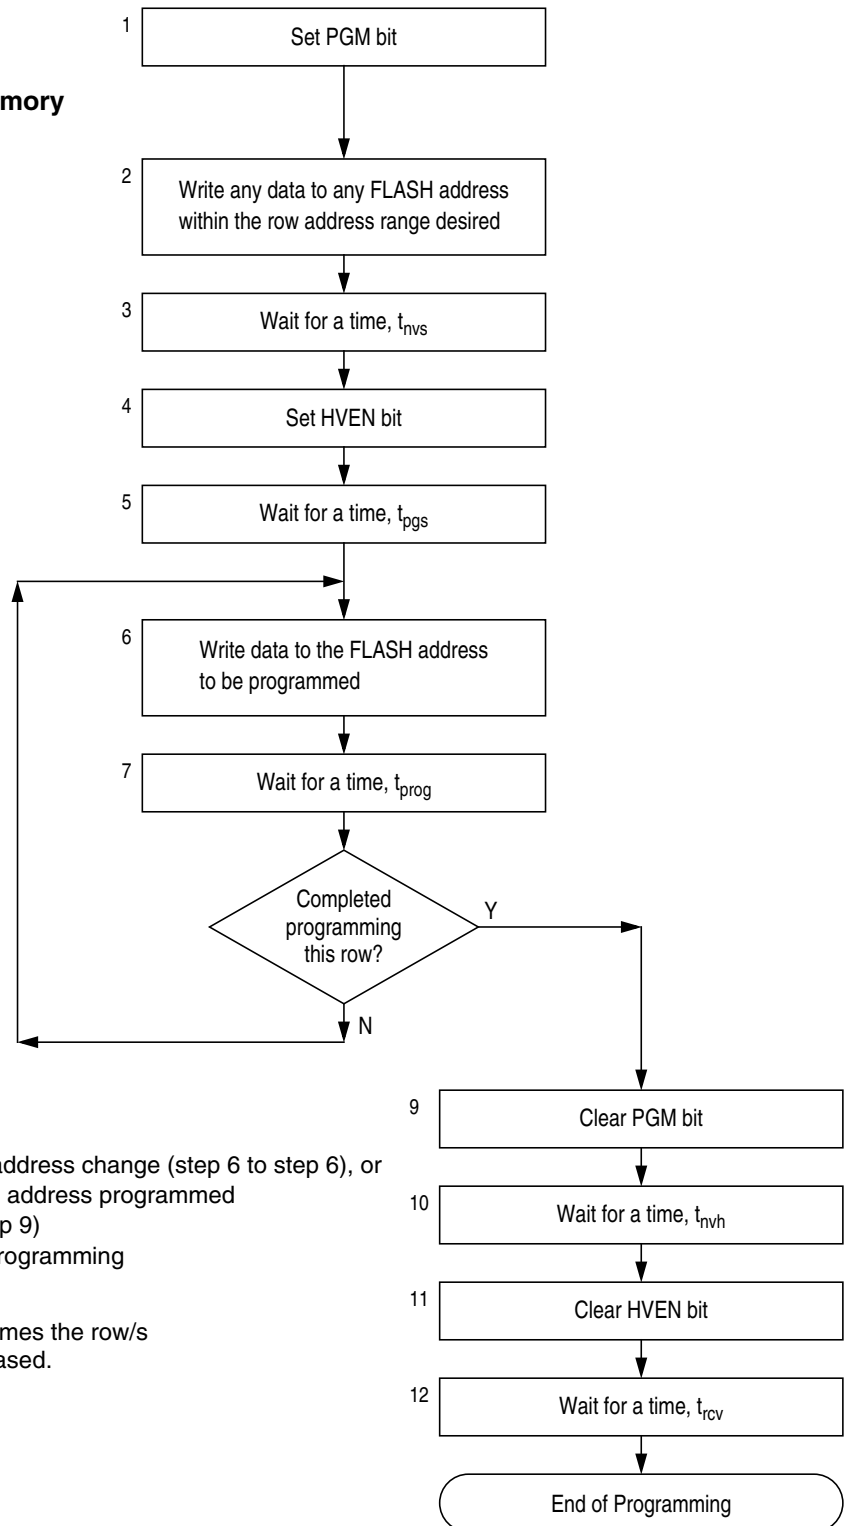 1
Set PGM bit
mory
2
Write any data to any FLASH address
within the row address range desired
3
Wait for a time, tnvs
4
Set HVEN bit
5
Wait for a time, tpgs
6
Write data to the FLASH address
to be programmed
7
Wait for a time, tprog
Completed
programming
this row?
Y
N
address change (step 6 to step 6), or
address programmed
p 9)
rogramming
mes the row/s
ased.
9
Clear PGM bit
10
Wait for a time, tnvh
11
Clear HVEN bit
12
Wait for a time, trcv
End of Programming